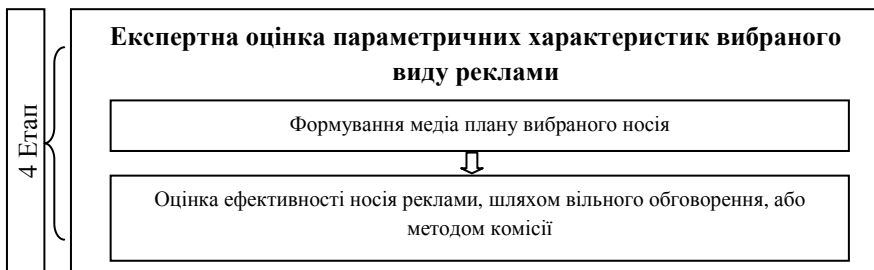 4 Етап
Експертна оцінка параметричних характеристик вибраного
виду реклами
Формування медіа плану вибраного носія
Оцінка ефективності носія реклами, шляхом вільного обговорення, або
методом комісії